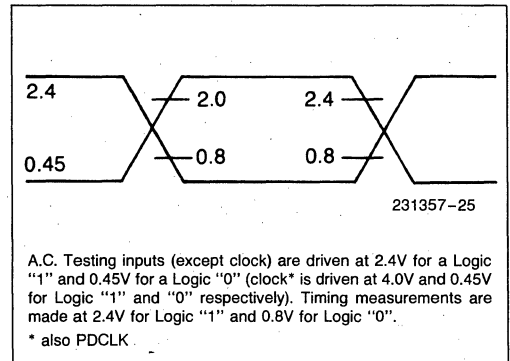 2.4
2.0
2.4
0.45
0.8
0.8
231357-25
A.C. Testing inputs (except clock) are driven at 2.4V for a Logic
"1" and 0.45V for a Logic "0" (clock* is driven at 4.0V and 0.45V
for Logic "1" and "0" respectively). Timing measurements are
made at 2.4V for Logic "1" and 0.8V for Logic "0".
* also PDCLK